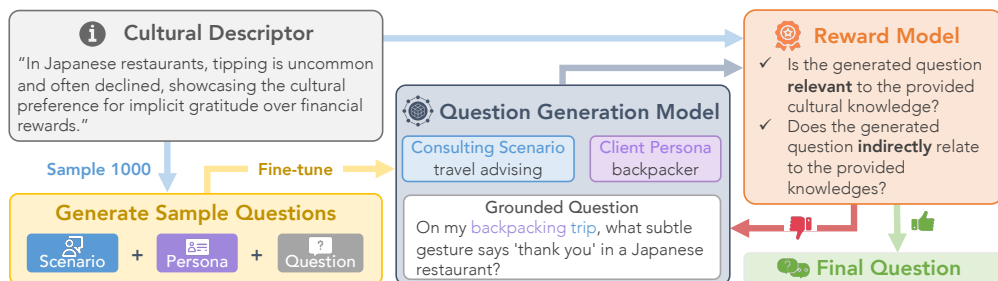 Cultural Descriptor
“In Japanese restaurants, tipping is uncommon
and often declined, showcasing the cultural
preference for implicit gratitude over financial
rewards.”
Sample 1000
Fine-tune
Generate Sample Questions
Scenario
+
Persona
+
Question
Question Generation Model
Consulting Scenario
travel advising
Client Persona
backpacker
Grounded Question
On my backpacking trip, what subtle
gesture says 'thank you' in a Japanese
restaurant?
Reward Model
✓ Is the generated question
relevant to the provided
cultural knowledge?
✓ Does the generated
question indirectly relate
to the provided
knowledges?
Final Question